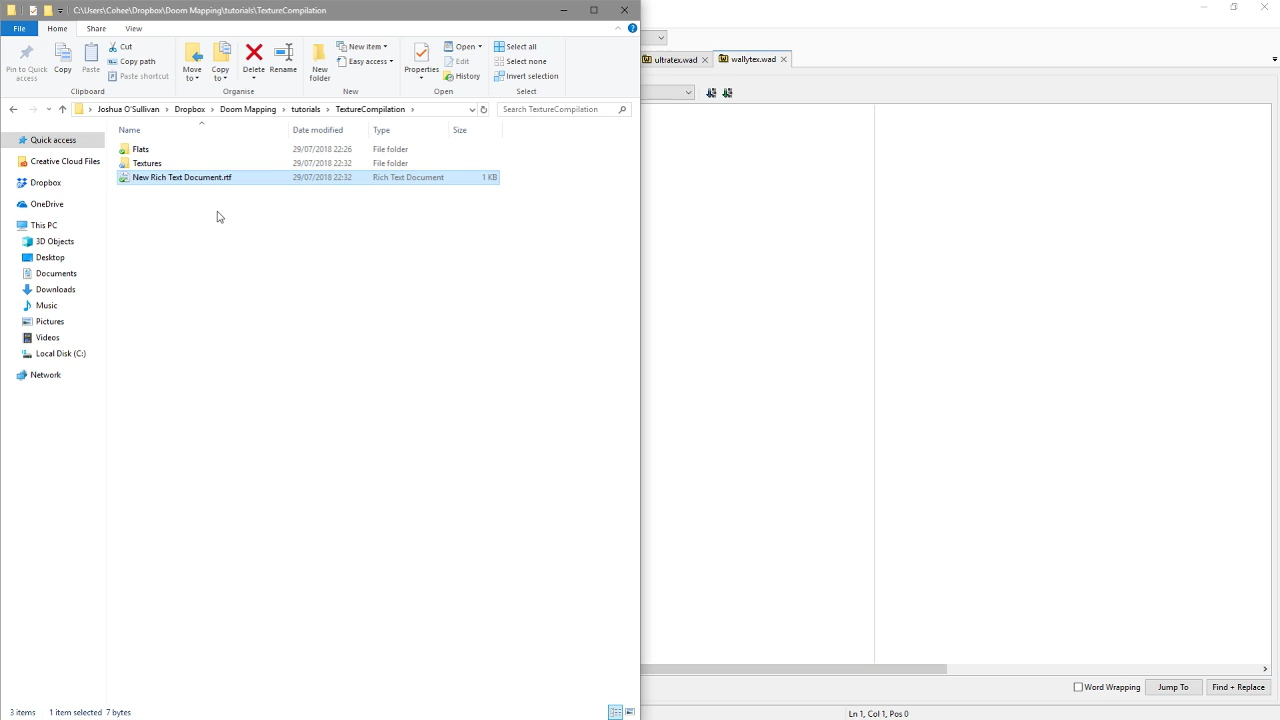 C:\Users\Cohee\Dropbox\Doom Mapping\tutorials\TextureCompilation
File Home Share View
Pin to Quick access
Copy
Paste
Cut
Copy path
Paste shortcut
Clipboard
Move to
Copy to
Delete
Rename
Organise
New folder
New item
Easy access
New
Properties
Open
Edit
History
Open
Select all
Select none
Invert selection
Select
ultratex.wad wallytex.wad
Joshua O'Sullivan > Dropbox > Doom Mapping > tutorials > TextureCompilation >
Search TextureCompilation
Name Date modified Type Size
Flats 29/07/2018 22:26 File folder
Textures 29/07/2018 22:32 File folder
New Rich Text Document.rtf 29/07/2018 22:32 Rich Text Document 1 KB
Quick access
Creative Cloud Files
Dropbox
OneDrive
This PC
3D Objects
Desktop
Documents
Downloads
Music
Pictures
Videos
Local Disk (C:)
Network
Word Wrapping Jump To Find + Replace
3 items 1 item selected 7 bytes
Ln 1, Col 1, Pos 0